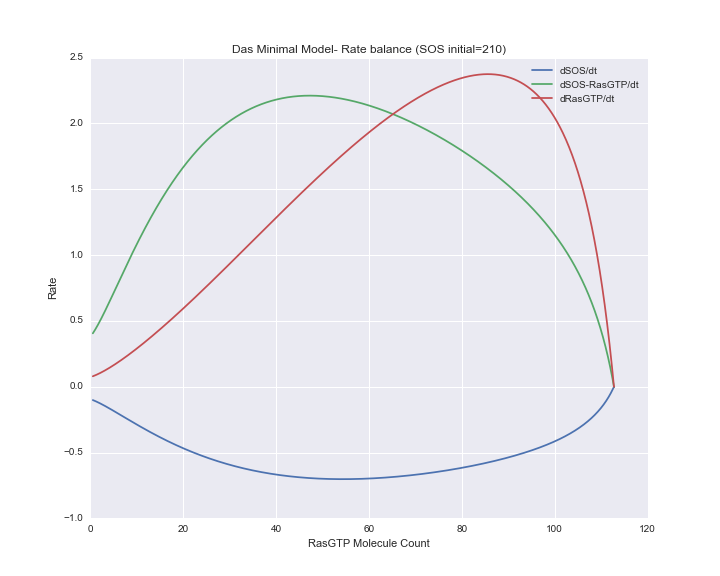 Das Minimal Model- Rate balance (SOS initial=210)
2.5
2.0
1.5
1.0
0.5
0.0
−0.5
−1.0
Rate
dSOS/dt
dSOS-RasGTP/dt
dRasGTP/dt
0 20 40 60 80 100 120
RasGTP Molecule Count